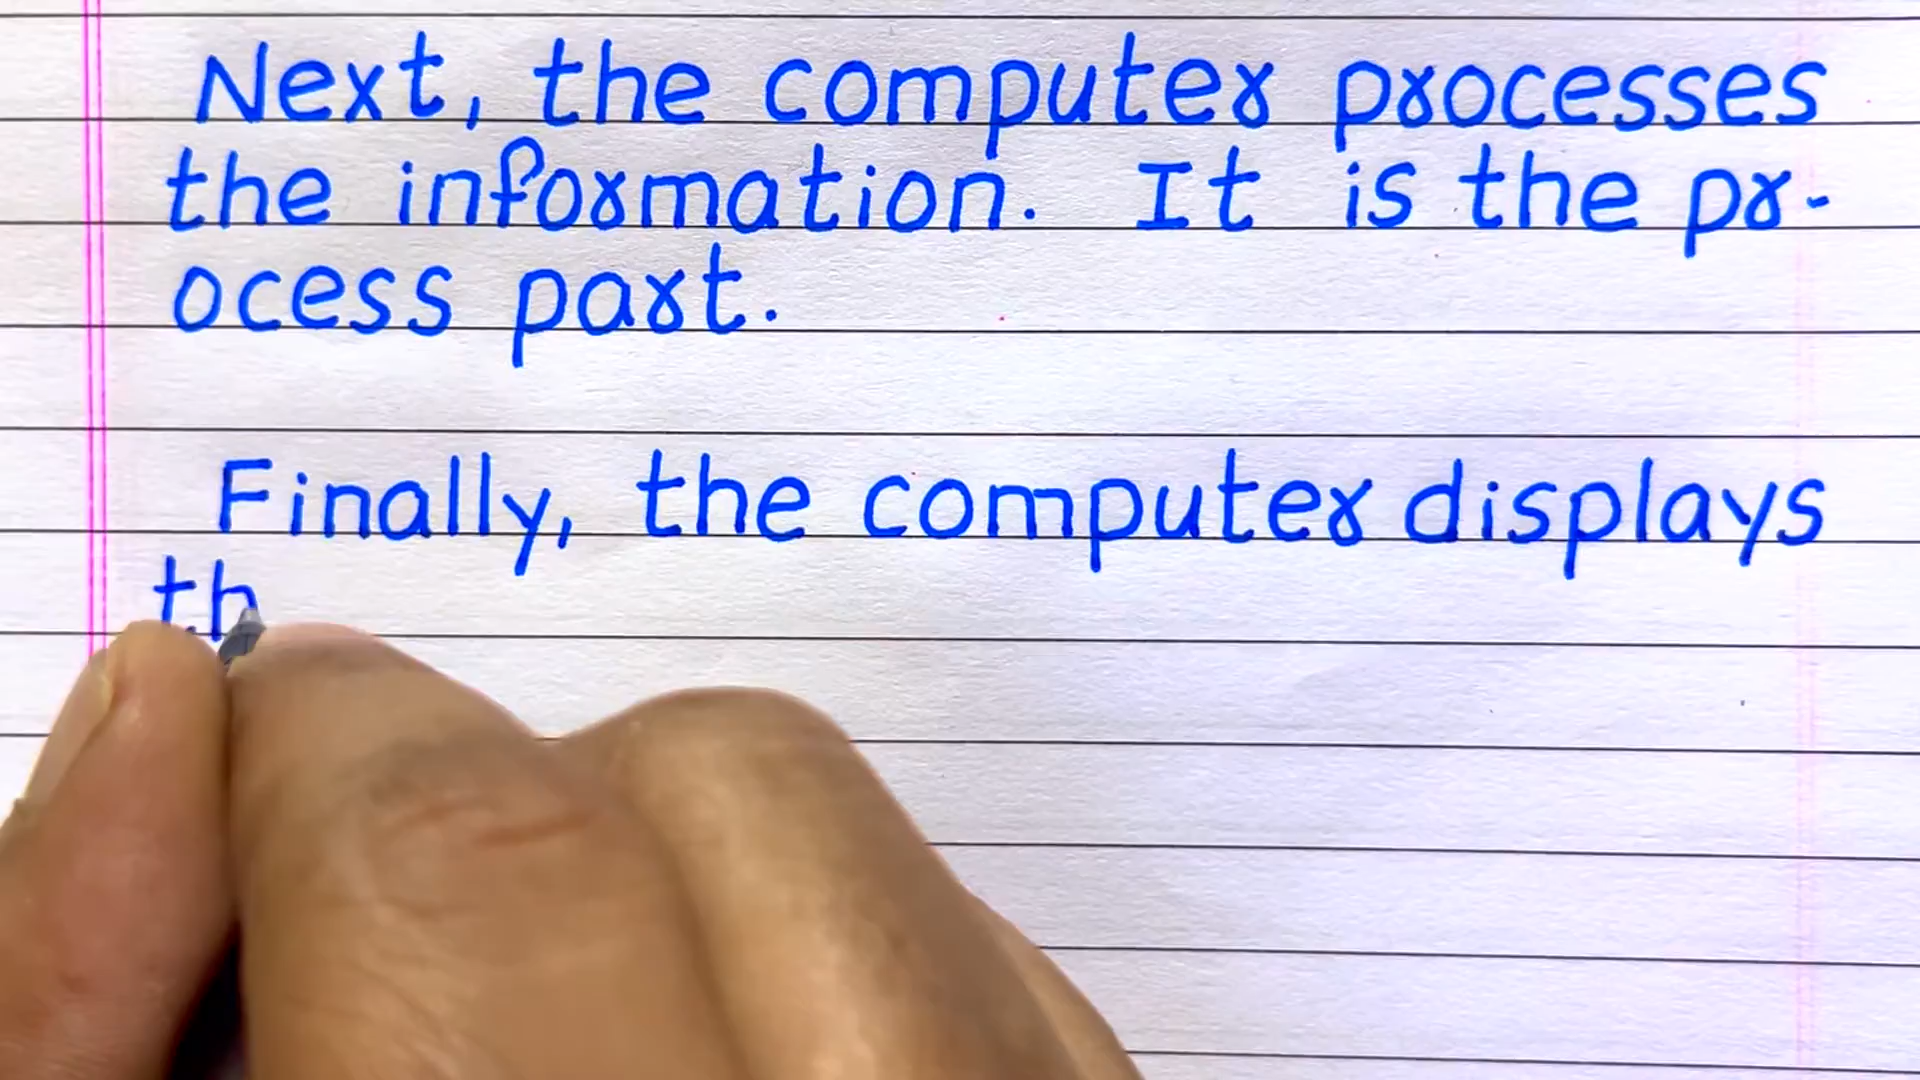 Next, the computer processes
the information. It is the pr-
ocess part.
Finally, the computer displays
th